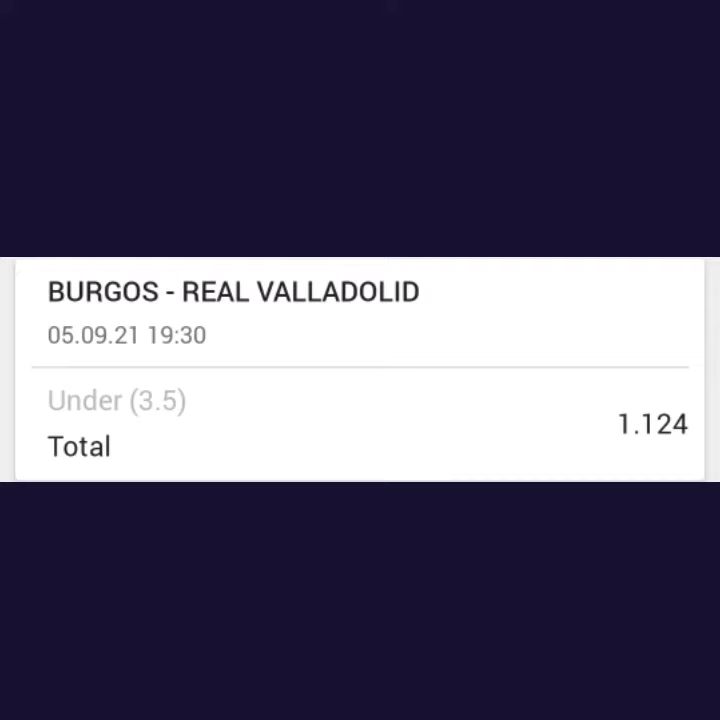 BURGOS - REAL VALLADOLID
05.09.21 19:30
Under (3.5)
1.124
Total